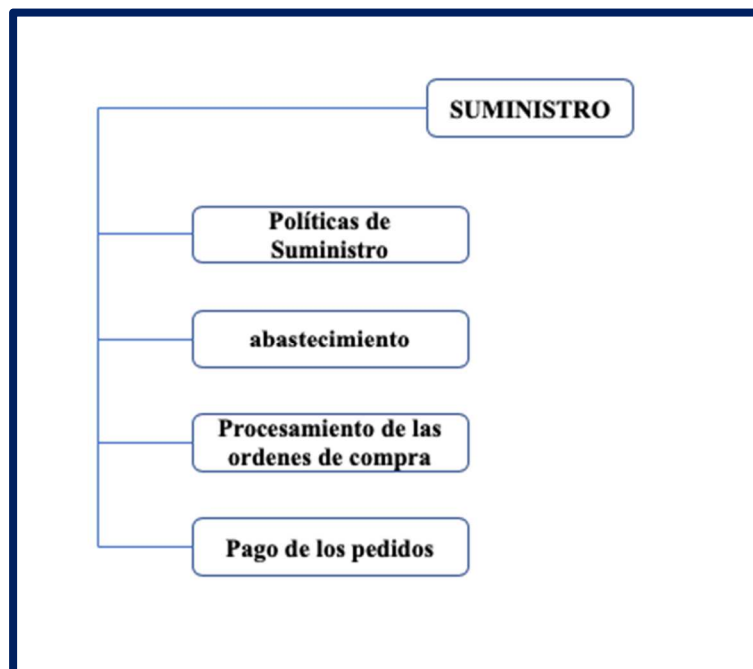 SUMINISTRO
Políticas de
Suministro
abastecimiento
Procesamiento de las
ordenes de compra
Pago de los pedidos